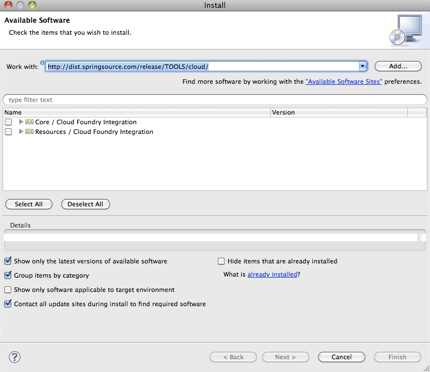 Install
Available Software
Check the items that you wish to install.
Work with: http://dist.springsource.com/release/TOOLS/cloud/ Add...
Find more software by working with the "Available Software Sites" preferences.
type filter text
Name Version
Core / Cloud Foundry Integration
Resources / Cloud Foundry Integration
Select All Deselect All
Details
Show only the latest versions of available software Hide items that are already installed
Group items by category What is already installed?
Show only software applicable to target environment
Contact all update sites during install to find required software
? < Back Next > Cancel Finish